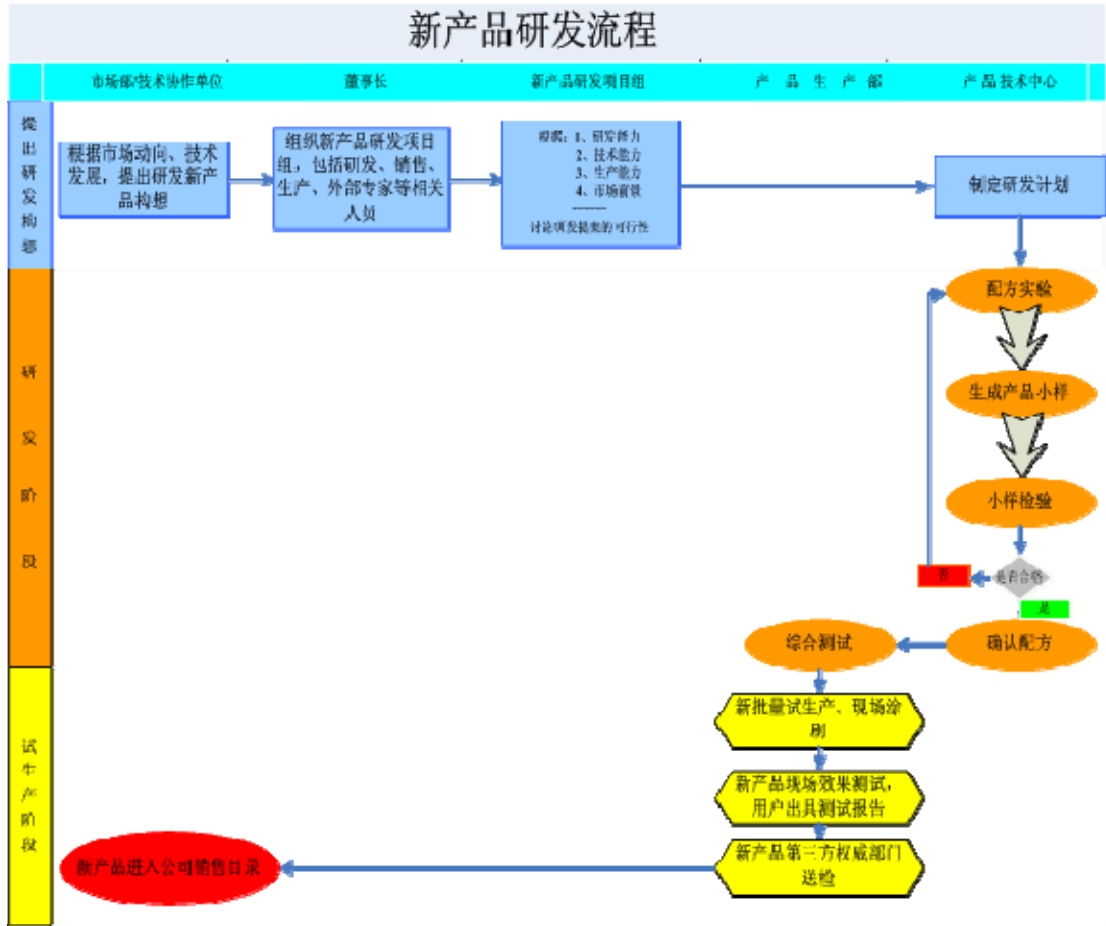 新产品研发流程
市场部/技术协作单位
董事长
新产品研发项目组
产品生产部
产品技术中心
提出研发构想
根据市场动向、技术
发展，提出研发新产
品构想
组织新产品研发项目
组，包括研发、销售、
生产、外部专家等相关
人员
根据：1、研发能力
2、技术能力
3、生产能力
4、市场前景
———
讨论研发提案的可行性
制定研发计划
研发阶段
配方实验
生成产品小样
小样检验
是否合格
否
是
确认配方
综合测试
试生产阶段
新批量试生产、现场涂
刷
新产品现场效果测试，
用户出具测试报告
新产品第三方权威部门
送检
新产品进入公司销售目录